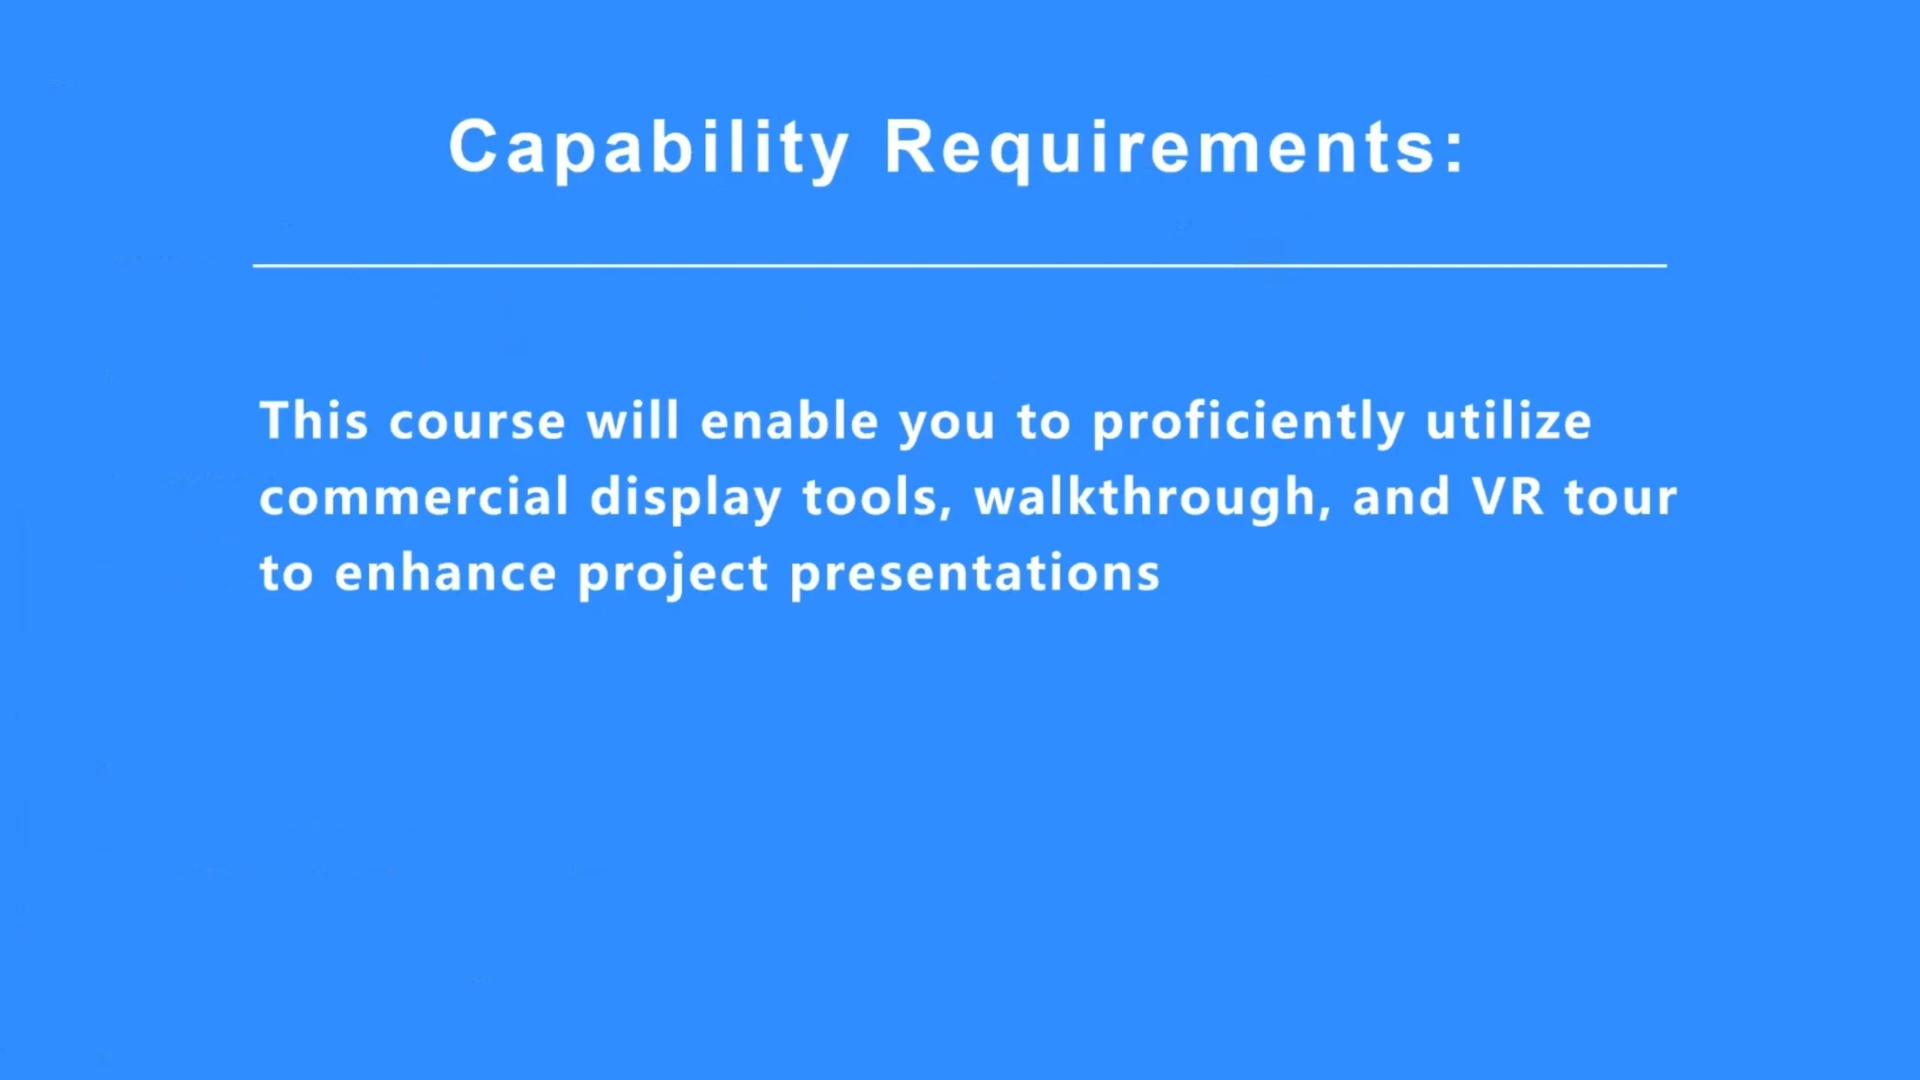 Capability Requirements:
This course will enable you to proficiently utilize
commercial display tools, walkthrough, and VR tour
to enhance project presentations